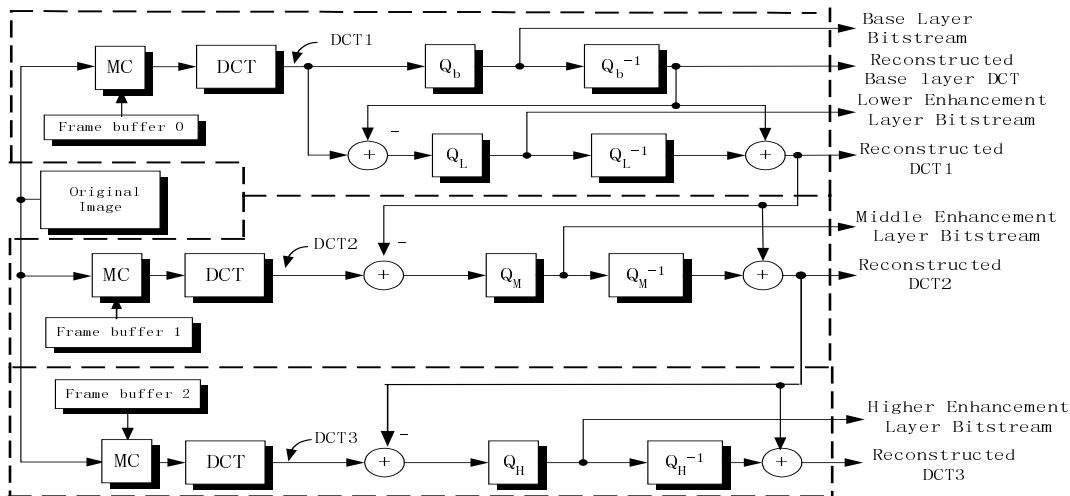 Base Layer
Bitstream
DCT1
MC
DCT
Q_b
Q_b^-1
Reconstructed
Base layer DCT
Frame buffer 0
Lower Enhancement
Layer Bitstream
−
+
Q_L
Q_L^-1
+
Reconstructed
DCT1
Original
Image
Middle Enhancement
Layer Bitstream
DCT2
−
MC
DCT
+
Q_M
Q_M^-1
+
Reconstructed
DCT2
Frame buffer 1
Frame buffer 2
Higher Enhancement
Layer Bitstream
DCT3
−
MC
DCT
+
Q_H
Q_H^-1
+
Reconstructed
DCT3